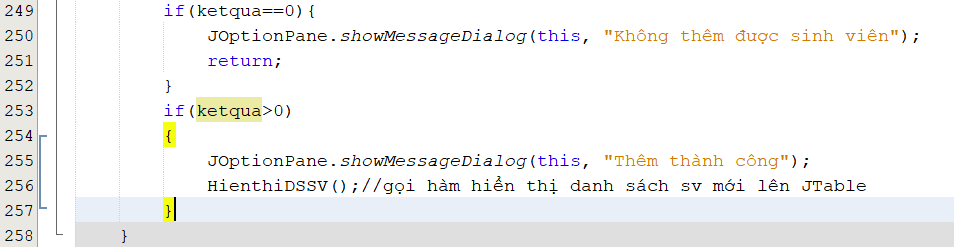 249 if(ketqua==0){
250 JOptionPane.showMessageDialog(this, "Không thêm được sinh viên");
251 return;
252 }
253 if(ketqua>0)
254 {
255 JOptionPane.showMessageDialog(this, "Thêm thành công");
256 HienthiDSSV();//gọi hàm hiển thị danh sách sv mới lên JTable
257 }
258 }